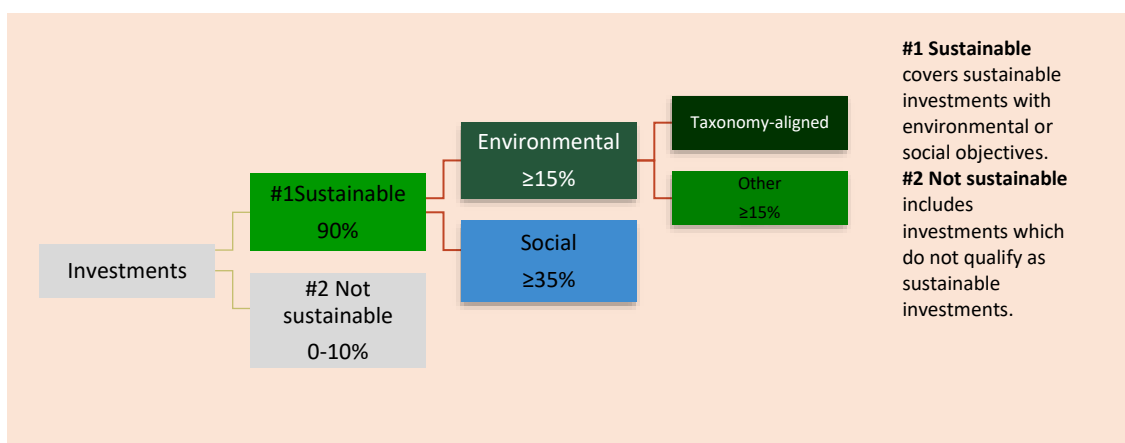 Investments
#1Sustainable
90%
#2 Not
sustainable
0-10%
Environmental
≥15%
Social
≥35%
Taxonomy-aligned
Other
≥15%
#1 Sustainable
covers sustainable
investments with
environmental or
social objectives.
#2 Not sustainable
includes
investments which
do not qualify as
sustainable
investments.